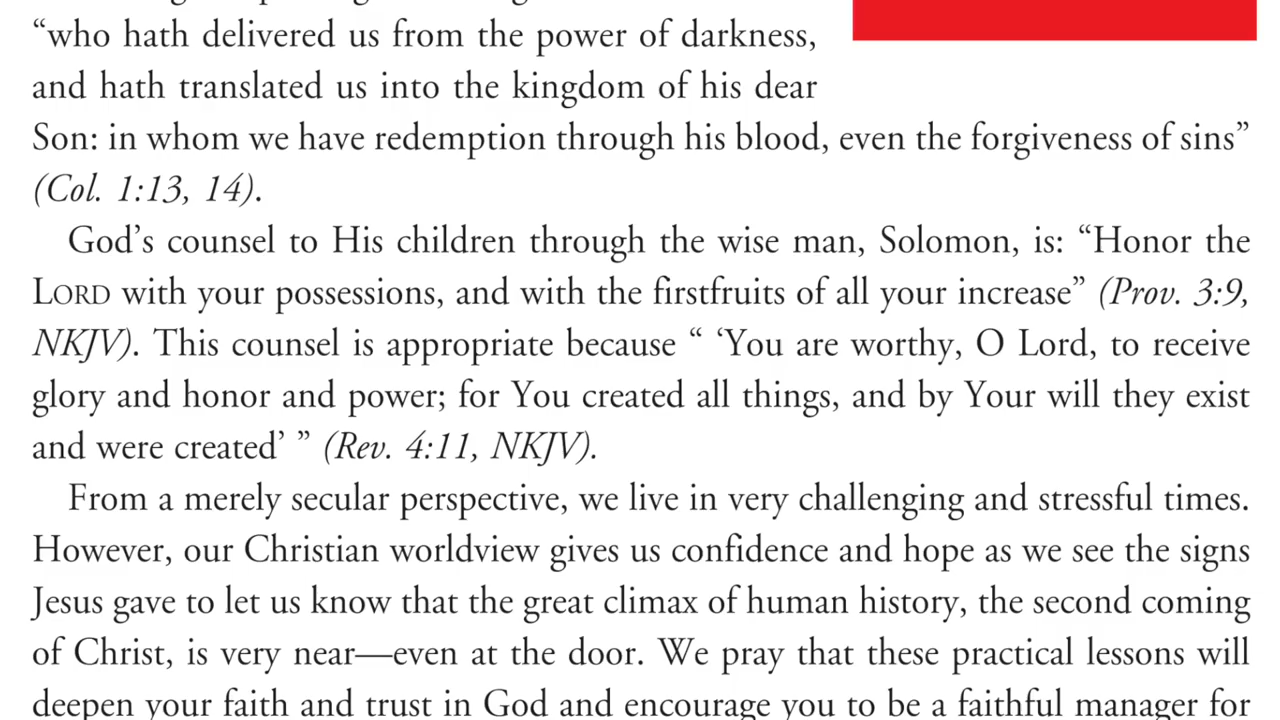 “who hath delivered us from the power of darkness,
and hath translated us into the kingdom of his dear
Son: in whom we have redemption through his blood, even the forgiveness of sins”
(Col. 1:13, 14).
God’s counsel to His children through the wise man, Solomon, is: “Honor the
LORD with your possessions, and with the firstfruits of all your increase” (Prov. 3:9,
NKJV). This counsel is appropriate because “ ‘You are worthy, O Lord, to receive
glory and honor and power; for You created all things, and by Your will they exist
and were created’ ” (Rev. 4:11, NKJV).
From a merely secular perspective, we live in very challenging and stressful times.
However, our Christian worldview gives us confidence and hope as we see the signs
Jesus gave to let us know that the great climax of human history, the second coming
of Christ, is very near—even at the door. We pray that these practical lessons will
deepen your faith and trust in God and encourage you to be a faithful manager for